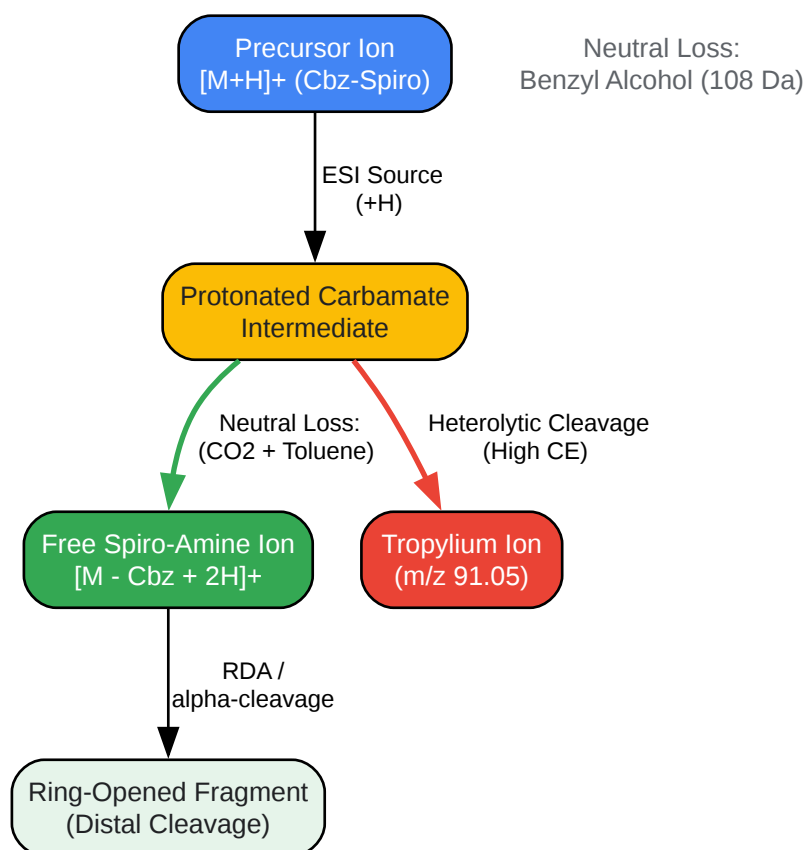 Precursor Ion
[M+H]+ (Cbz-Spiro)
Neutral Loss:
Benzyl Alcohol (108 Da)
ESI Source
(+H)
Protonated Carbamate
Intermediate
Neutral Loss:
(CO2 + Toluene)
Heterolytic Cleavage
(High CE)
Free Spiro-Amine Ion
[M - Cbz + 2H]+
Tropylium Ion
(m/z 91.05)
RDA /
alpha-cleavage
Ring-Opened Fragment
(Distal Cleavage)